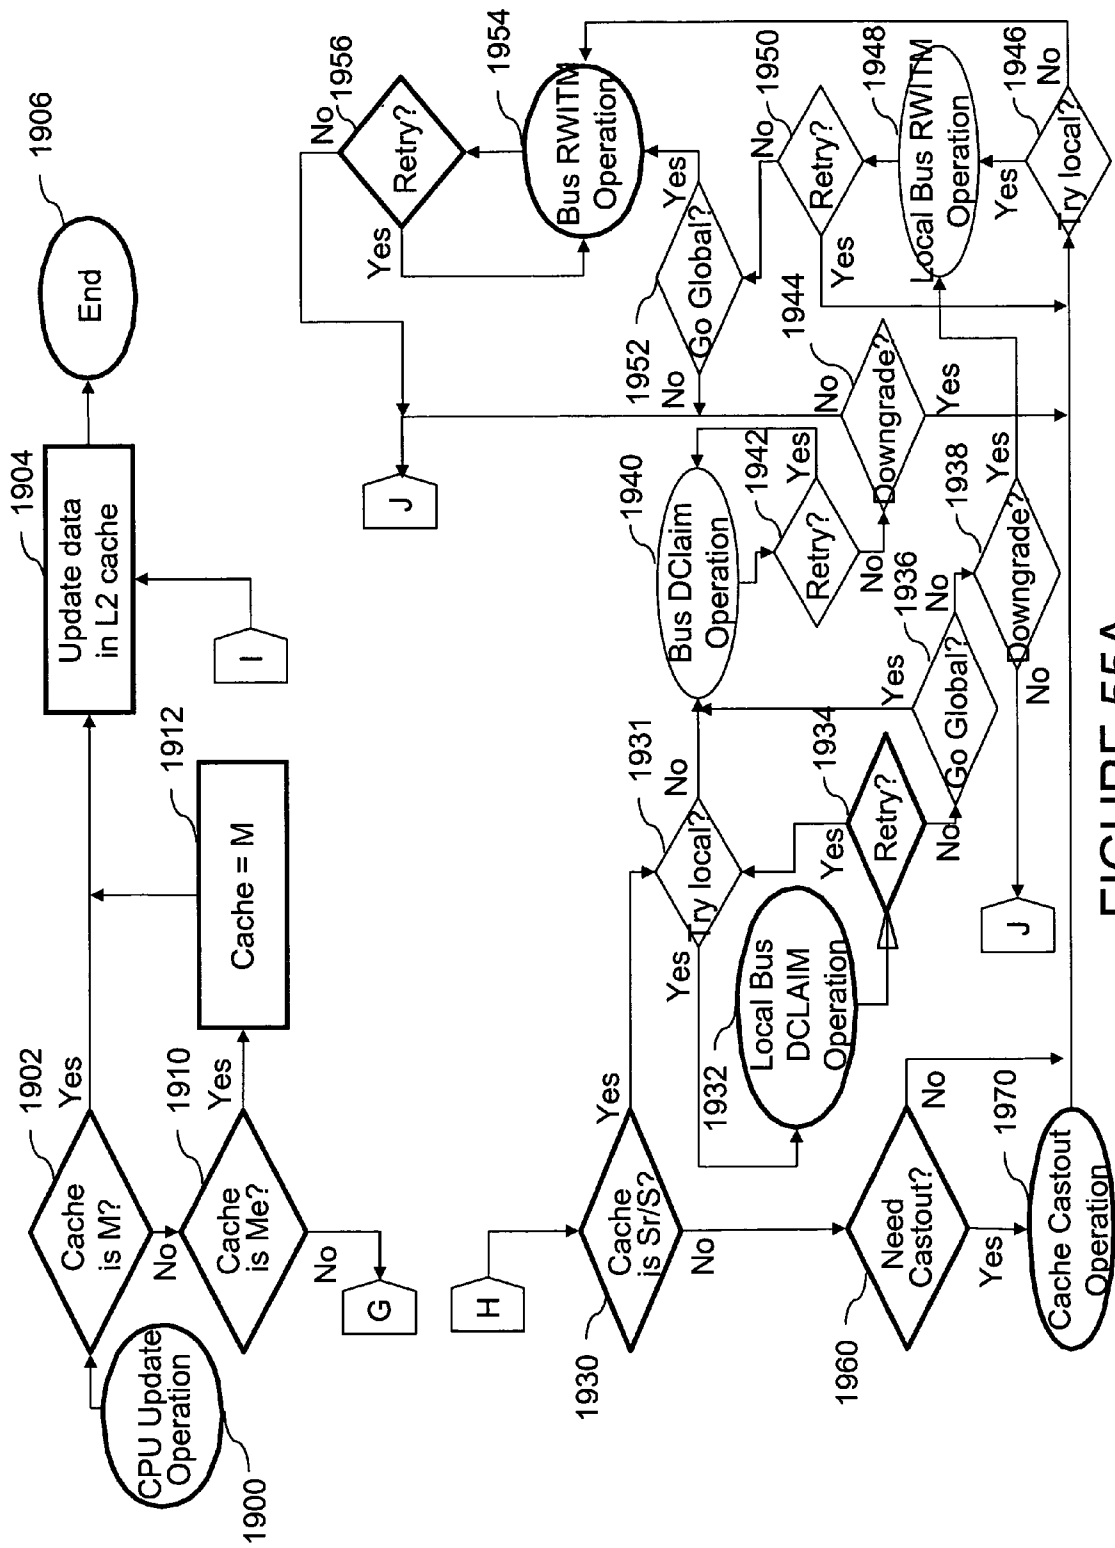 CPU Update
Operation
1900
Cache
is M?
1902
Yes
No
Update data
in L2 cache
1904
End
1906
Cache
is Me?
1910
Yes
No
Cache = M
1912
G
I
H
Cache
is Sr/S?
1930
Yes
No
Try local?
1931
Yes
No
Local Bus
DCLAIM
Operation
1932
Retry?
1934
Yes
No
Go Global?
1936
Yes
No
Downgrade?
1938
Yes
No
J
Bus DClaim
Operation
1940
Retry?
1942
Yes
No
Downgrade?
1944
No
Yes
J
Need
Castout?
1960
No
Yes
Cache Castout
Operation
1970
Try local?
1946
Yes
No
Local Bus RWITM
Operation
1948
Retry?
1950
Yes
No
Go Global?
1952
Yes
No
Bus RWITM
Operation
1954
Retry?
1956
Yes
No
FIGURE 55A